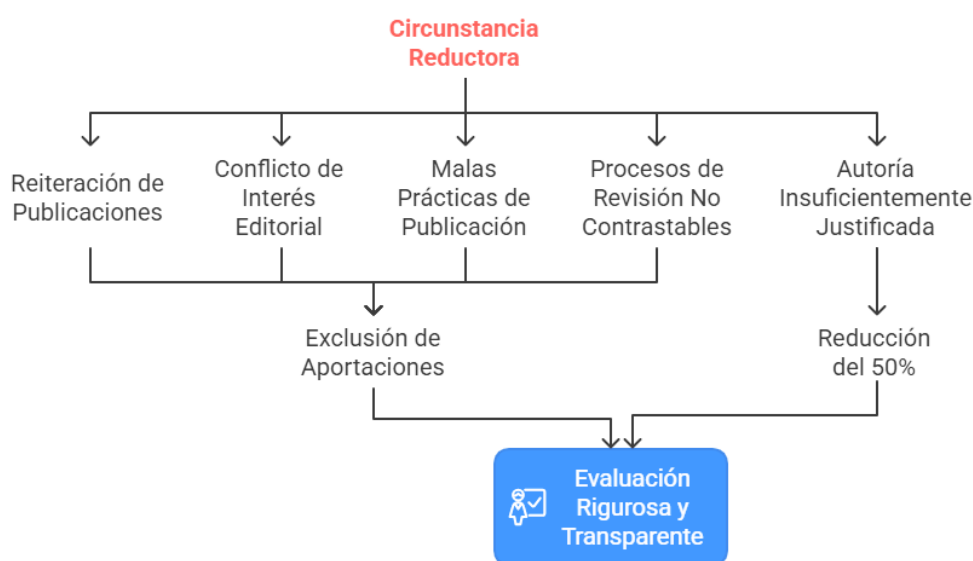 Circunstancia
Reductora
Reiteración de
Publicaciones
Conflicto de
Interés
Editorial
Malas
Prácticas de
Publicación
Procesos de
Revisión No
Contrastables
Autoría
Insuficientemente
Justificada
Exclusión de
Aportaciones
Reducción
del 50%
Evaluación
Rigurosa y
Transparente